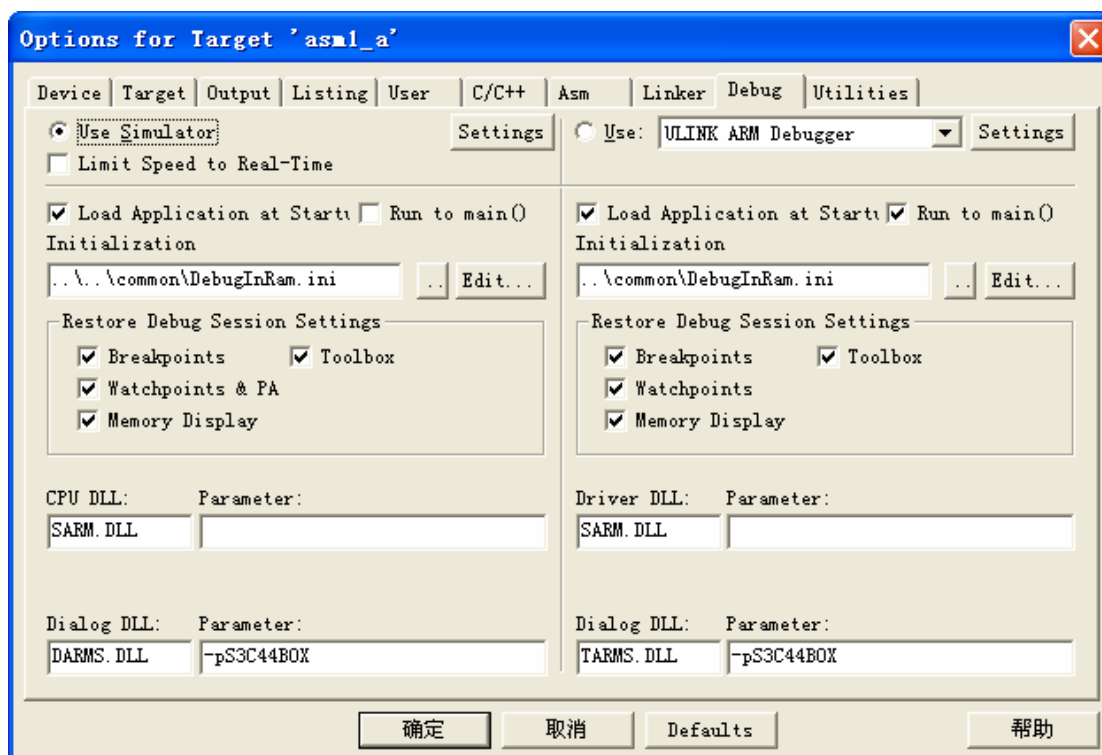 Options for Target 'asm1_a'
Device Target Output Listing User C/C++ Asm Linker Debug Utilities
Use Simulator Settings Use: ULINK ARM Debugger Settings
Limit Speed to Real-Time
Load Application at Startu Run to main() Load Application at Startu Run to main()
Initialization Initialization
..\..\common\DebugInRam.ini .. Edit... ..\common\DebugInRam.ini .. Edit...
Restore Debug Session Settings Restore Debug Session Settings
Breakpoints Toolbox Breakpoints Toolbox
Watchpoints & PA Watchpoints
Memory Display Memory Display
CPU DLL: Parameter: Driver DLL: Parameter:
SARM.DLL SARM.DLL
Dialog DLL: Parameter: Dialog DLL: Parameter:
DARMS.DLL -pS3C44B0X TARMS.DLL -pS3C44B0X
确定 取消 Defaults 帮助